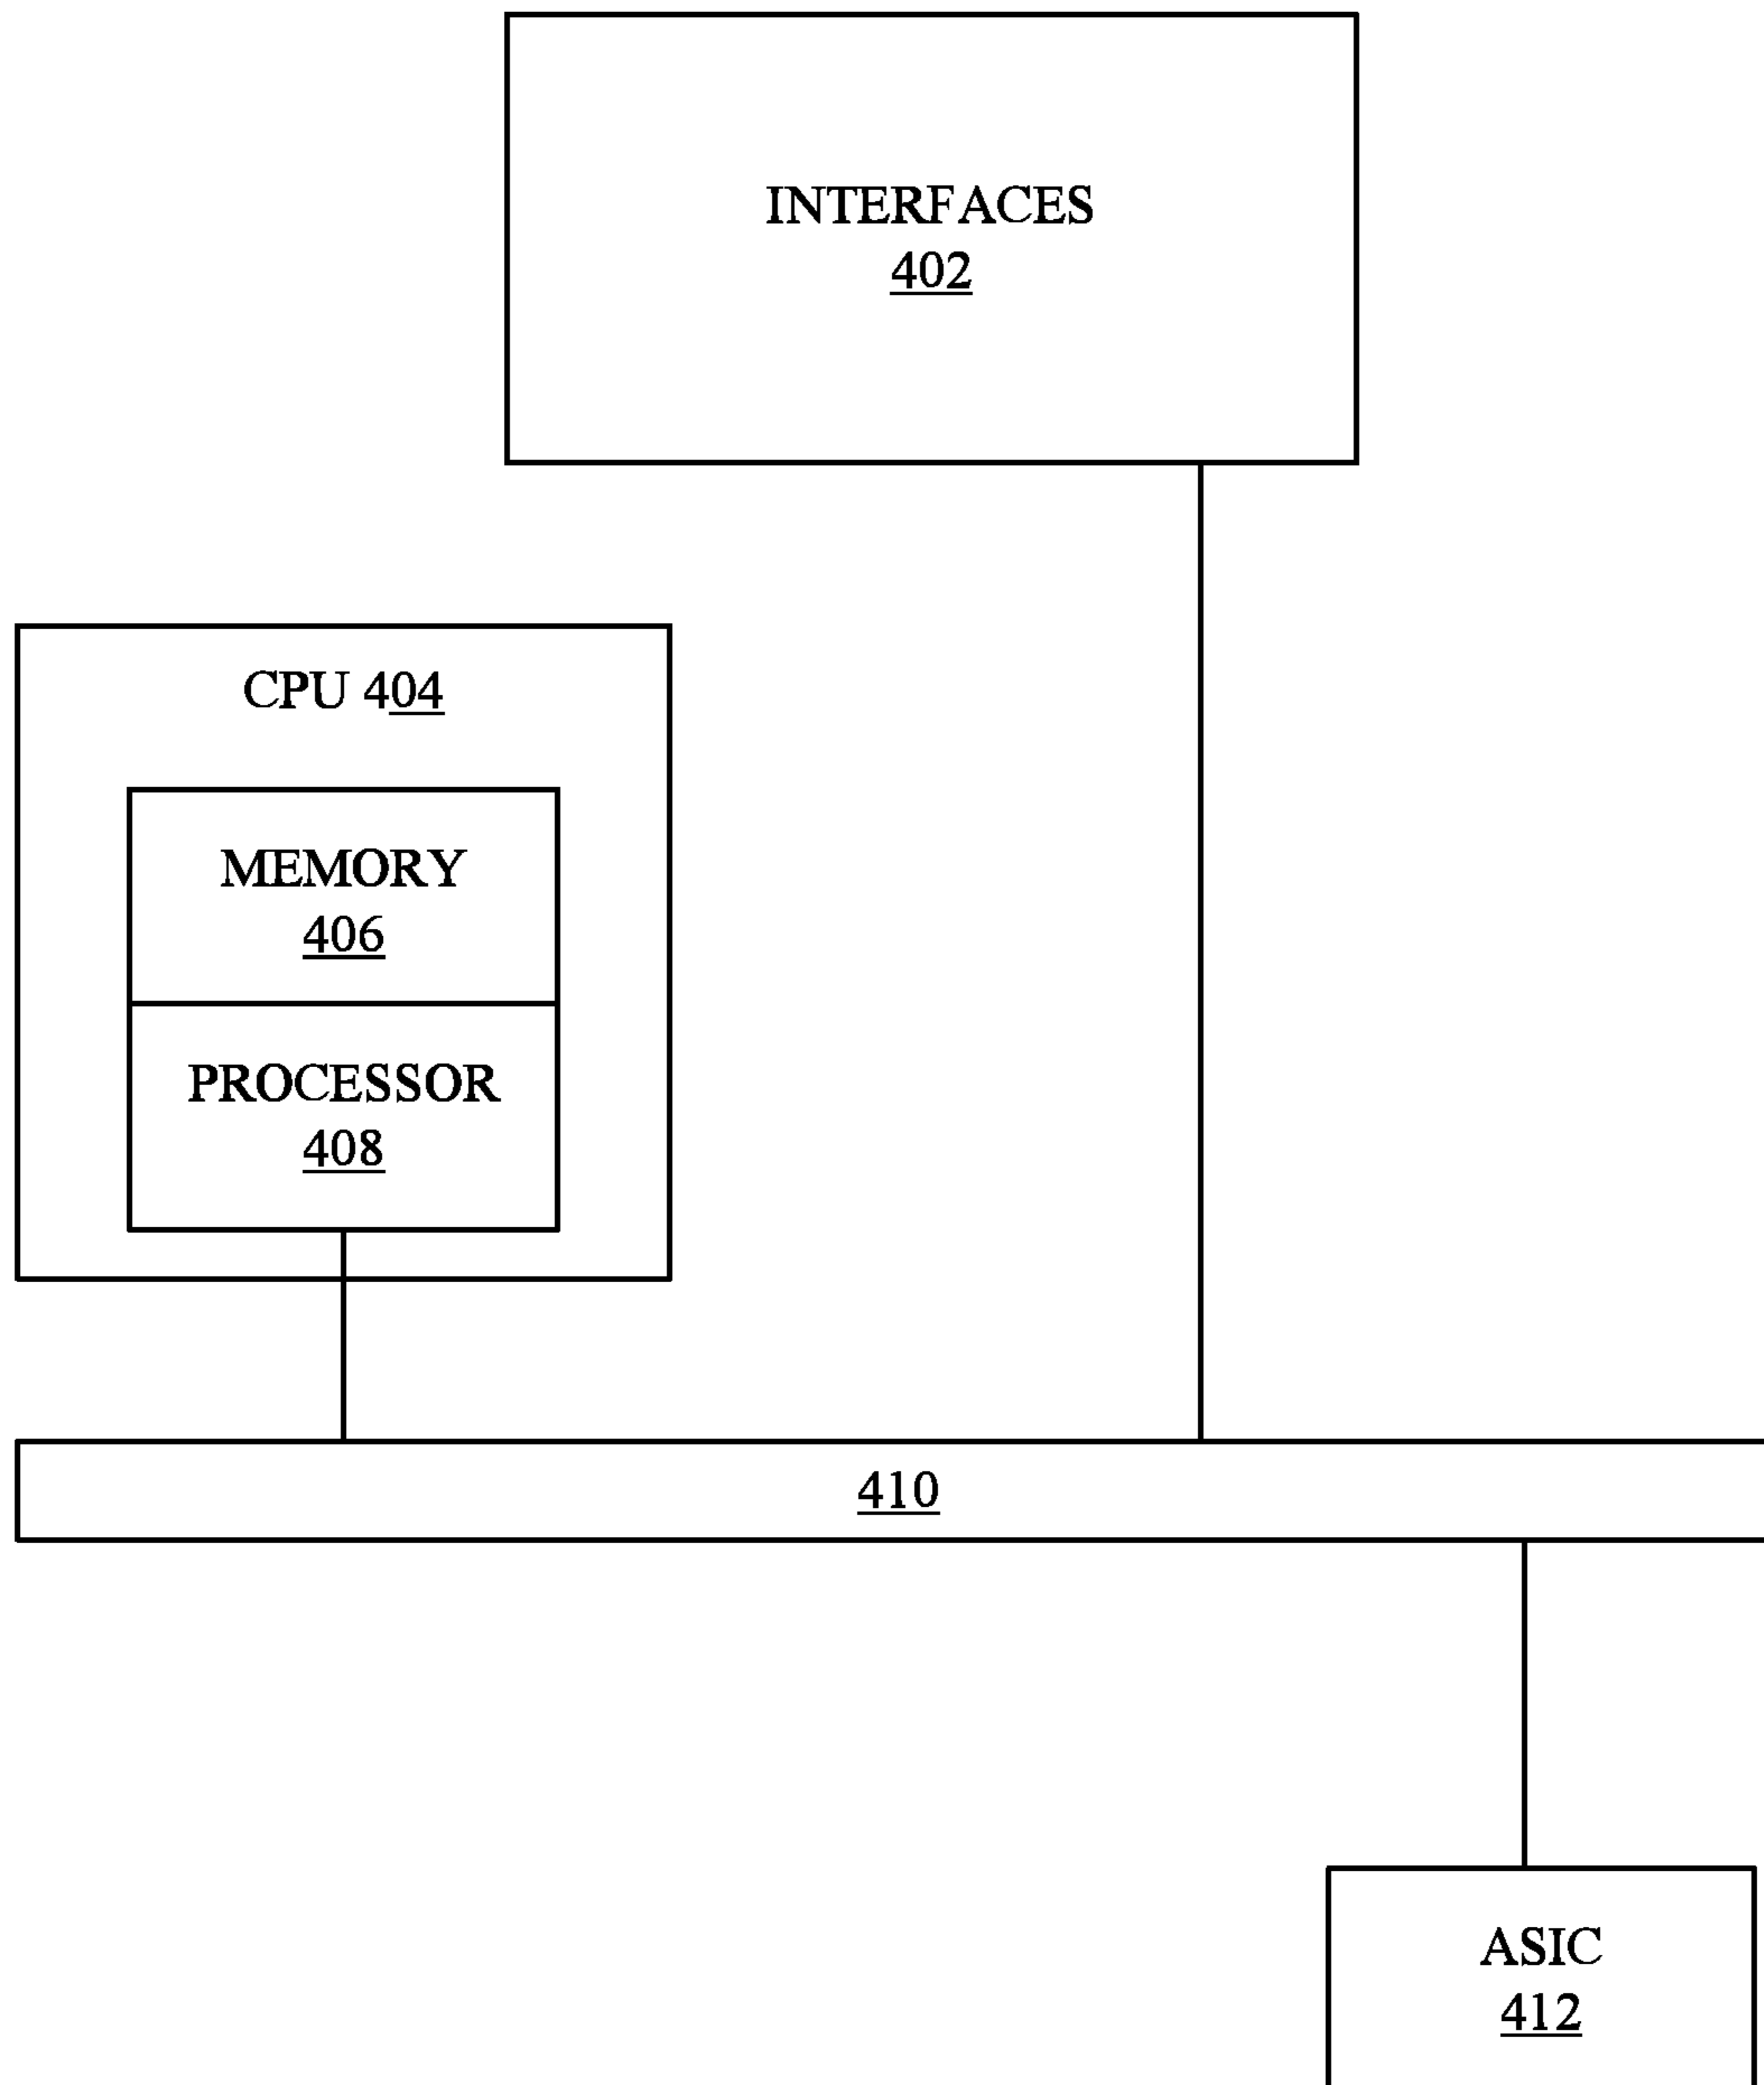 INTERFACES
402
CPU 404
MEMORY
406
PROCESSOR
408
410
ASIC
412